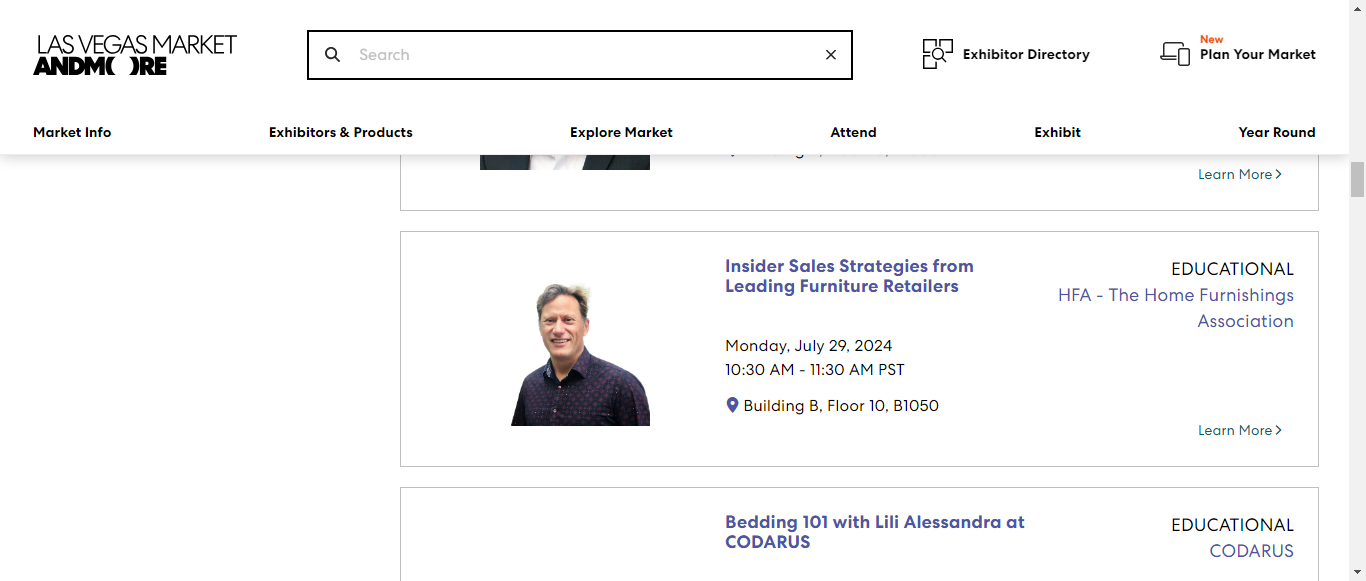 LAS VEGAS MARKET
ANDMORE
Search
Exhibitor Directory
New
Plan Your Market
Market Info
Exhibitors & Products
Explore Market
Attend
Exhibit
Year Round
Learn More
Insider Sales Strategies from
Leading Furniture Retailers
EDUCATIONAL
HFA - The Home Furnishings
Association
Monday, July 29, 2024
10:30 AM - 11:30 AM PST
Building B, Floor 10, B1050
Learn More
Bedding 101 with Lili Alessandra at
CODARUS
EDUCATIONAL
CODARUS